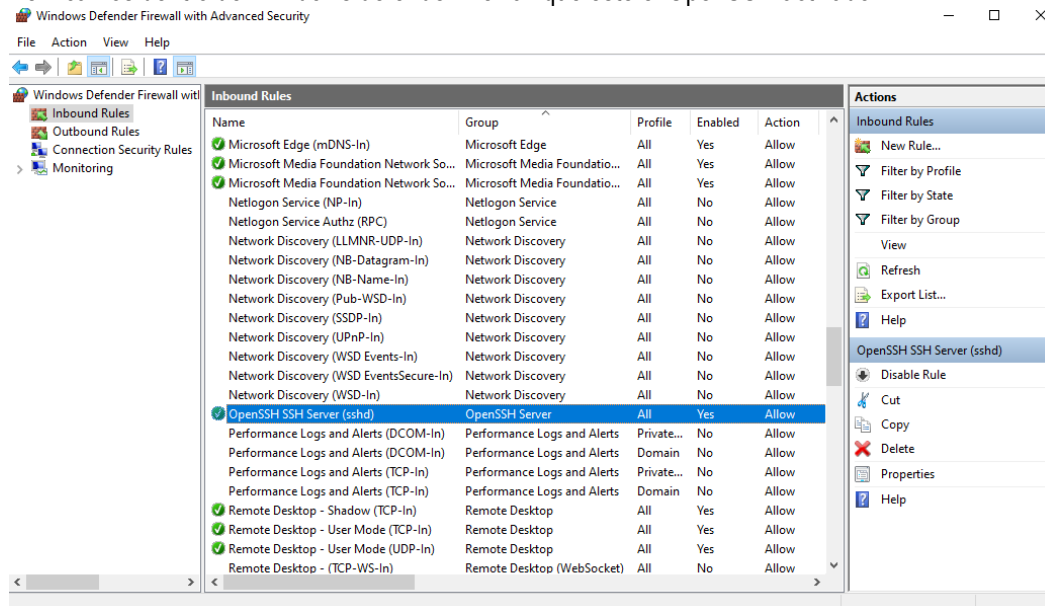 Windows Defender Firewall with Advanced Security
File Action View Help
Windows Defender Firewall witl
Inbound Rules
Outbound Rules
Connection Security Rules
Monitoring
Inbound Rules
Name Group Profile Enabled Action
Microsoft Edge (mDNS-In) Microsoft Edge All Yes Allow
Microsoft Media Foundation Network So... Microsoft Media Foundatio... All Yes Allow
Microsoft Media Foundation Network So... Microsoft Media Foundatio... All Yes Allow
Netlogon Service (NP-In) Netlogon Service All No Allow
Netlogon Service Authz (RPC) Netlogon Service All No Allow
Network Discovery (LLMNR-UDP-In) Network Discovery All No Allow
Network Discovery (NB-Datagram-In) Network Discovery All No Allow
Network Discovery (NB-Name-In) Network Discovery All No Allow
Network Discovery (Pub-WSD-In) Network Discovery All No Allow
Network Discovery (SSDP-In) Network Discovery All No Allow
Network Discovery (UPnP-In) Network Discovery All No Allow
Network Discovery (WSD Events-In) Network Discovery All No Allow
Network Discovery (WSD EventsSecure-In) Network Discovery All No Allow
Network Discovery (WSD-In) Network Discovery All No Allow
OpenSSH SSH Server (sshd) OpenSSH Server All Yes Allow
Performance Logs and Alerts (DCOM-In) Performance Logs and Alerts Private... No Allow
Performance Logs and Alerts (DCOM-In) Performance Logs and Alerts Domain No Allow
Performance Logs and Alerts (TCP-In) Performance Logs and Alerts Private... No Allow
Performance Logs and Alerts (TCP-In) Performance Logs and Alerts Domain No Allow
Remote Desktop - Shadow (TCP-In) Remote Desktop All Yes Allow
Remote Desktop - User Mode (TCP-In) Remote Desktop All Yes Allow
Remote Desktop - User Mode (UDP-In) Remote Desktop All Yes Allow
Remote Desktop - (TCP-WS-In) Remote Desktop (WebSocket) All No Allow
Actions
Inbound Rules
New Rule...
Filter by Profile
Filter by State
Filter by Group
View
Refresh
Export List...
Help
OpenSSH SSH Server (sshd)
Disable Rule
Cut
Copy
Delete
Properties
Help